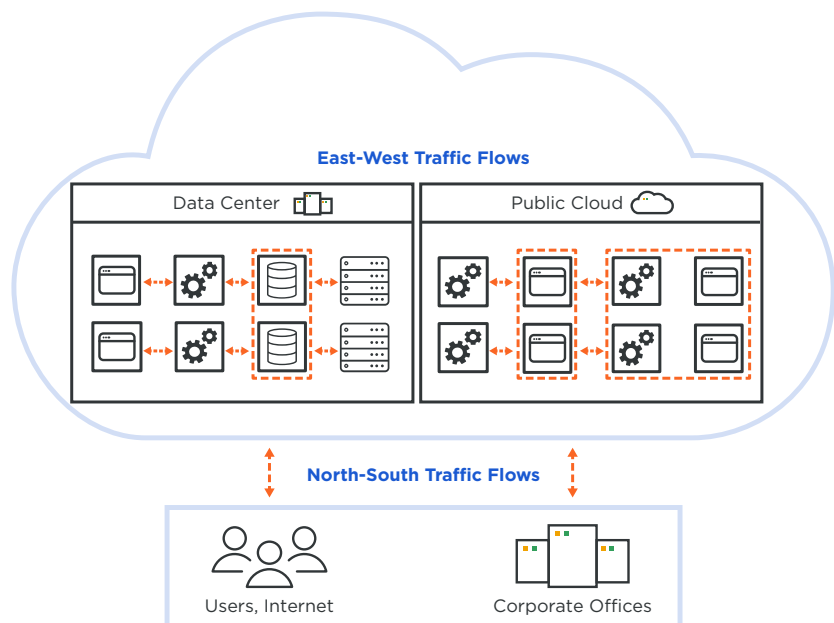 East-West Traffic Flows
Data Center
Public Cloud
North-South Traffic Flows
Users, Internet
Corporate Offices